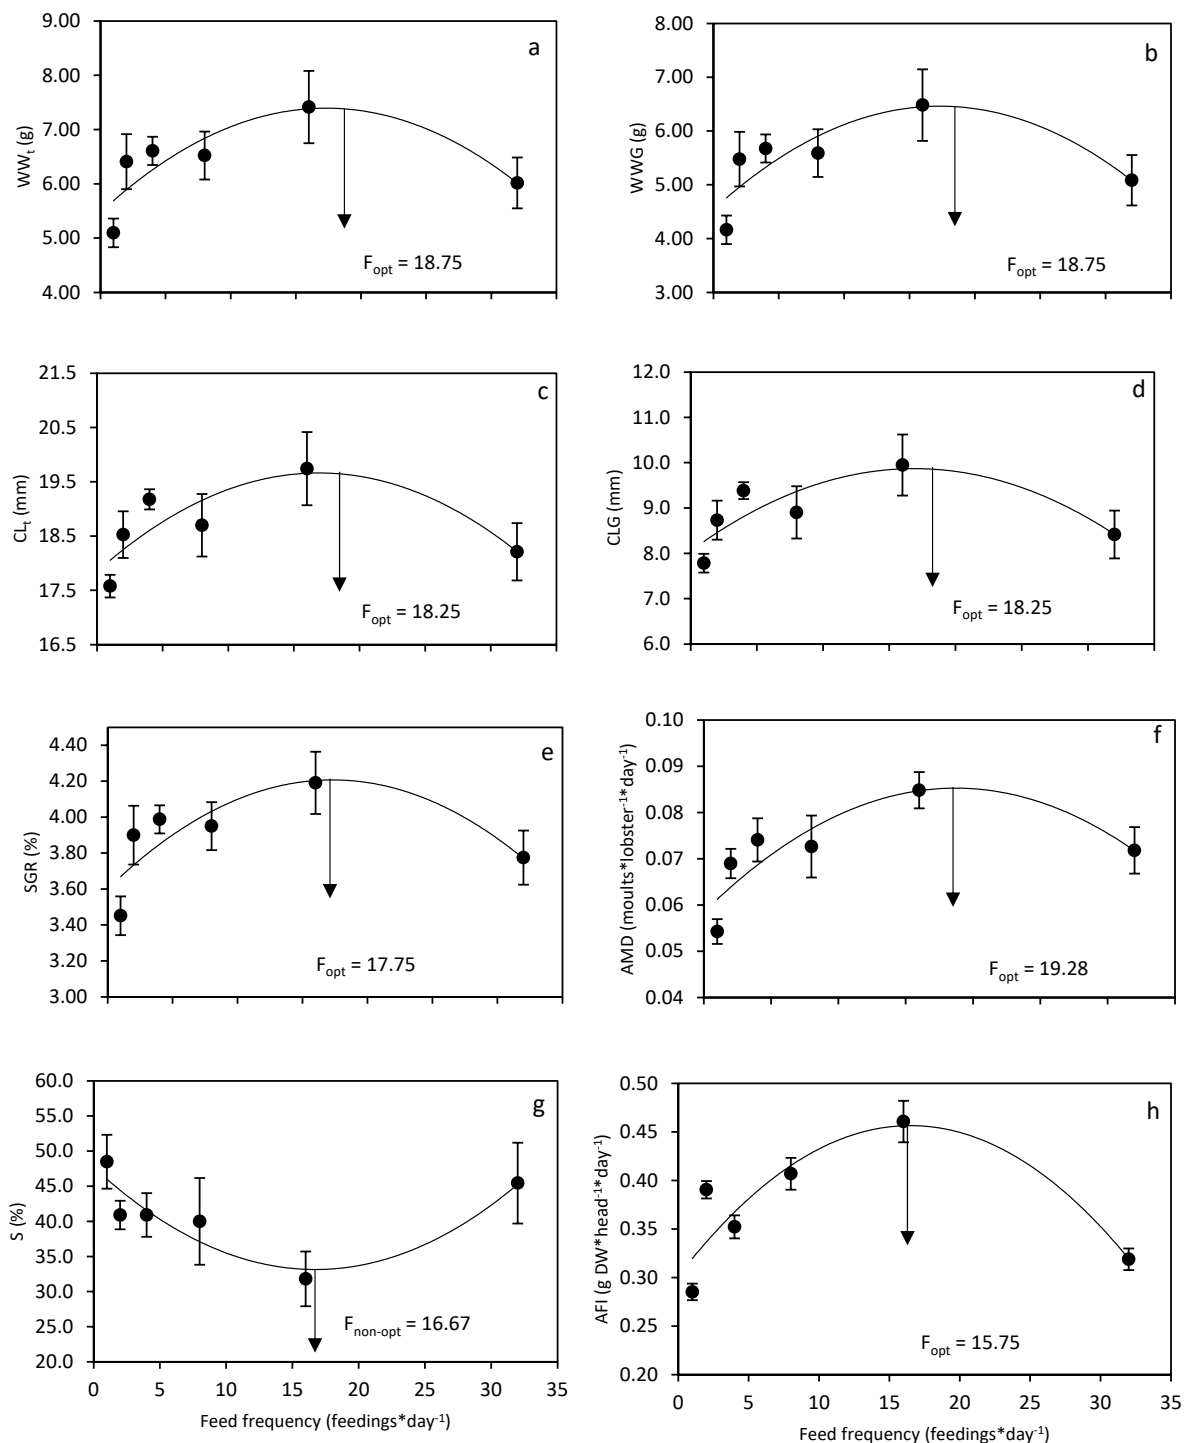 a
9.00
8.00
7.00
6.00
5.00
4.00
WWt (g)
Fopt = 18.75
b
8.00
7.00
6.00
5.00
4.00
3.00
WWG (g)
Fopt = 18.75
c
21.5
20.5
19.5
18.5
17.5
16.5
CLt (mm)
Fopt = 18.25
d
12.0
11.0
10.0
9.0
8.0
7.0
6.0
CLG (mm)
Fopt = 18.25
e
4.40
4.20
4.00
3.80
3.60
3.40
3.20
3.00
SGR (%)
Fopt = 17.75
f
0.10
0.09
0.08
0.07
0.06
0.05
0.04
AMD (moults*lobster-1*day-1)
Fopt = 19.28
g
60.0
55.0
50.0
45.0
40.0
35.0
30.0
25.0
20.0
S (%)
Fnon-opt = 16.67
0 5 10 15 20 25 30 35
Feed frequency (feedings*day-1)
h
0.50
0.45
0.40
0.35
0.30
0.25
0.20
AFI (g DW*head-1*day-1)
Fopt = 15.75
0 5 10 15 20 25 30 35
Feed frequency (feedings*day-1)